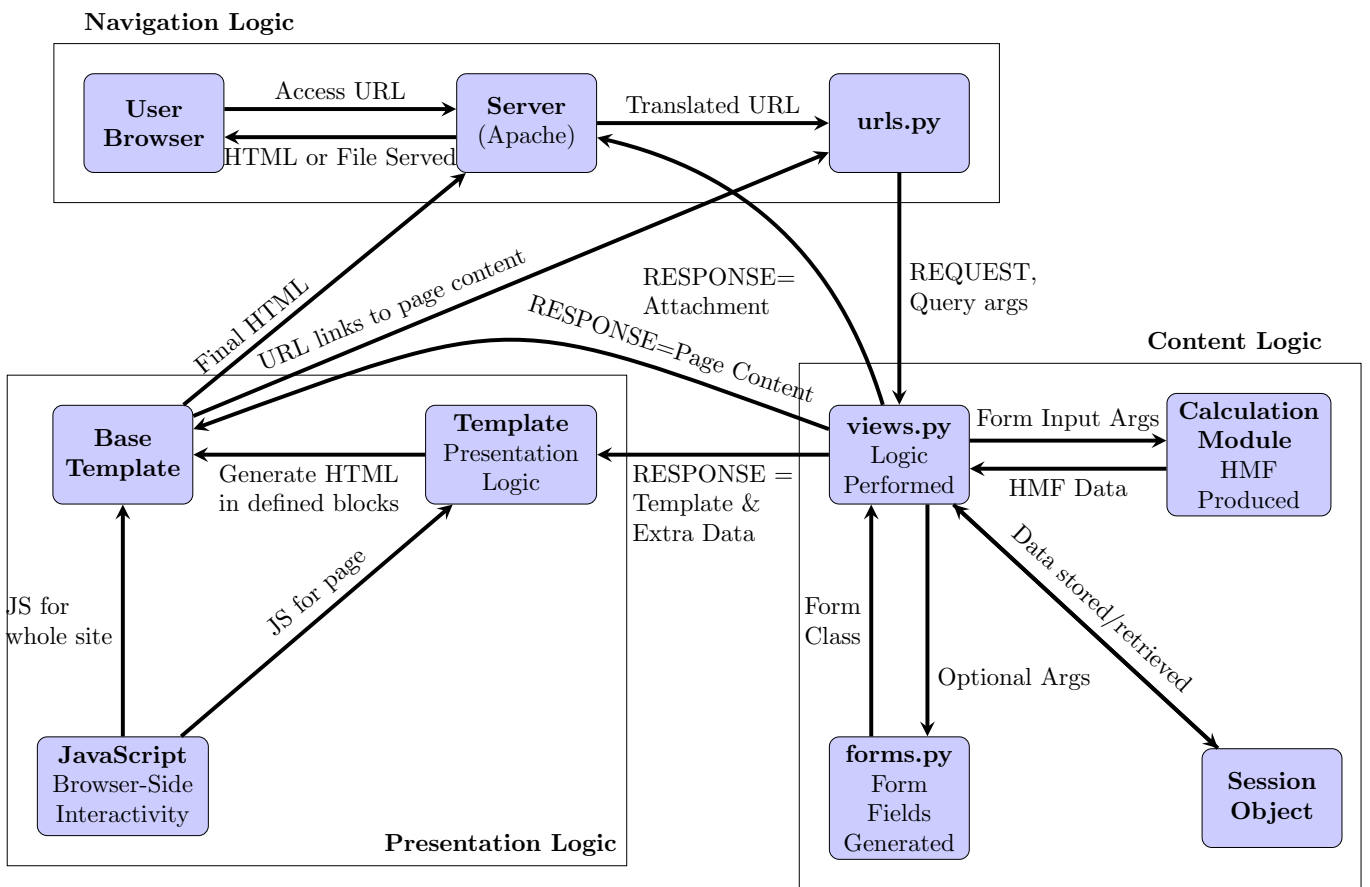 Navigation Logic
User
Browser
Access URL
HTML or File Served
Server
(Apache)
Translated URL
urls.py
Final HTML
URL links to page content
RESPONSE=Page Content
RESPONSE=
Attachment
REQUEST,
Query args
Content Logic
Base
Template
Generate HTML
in defined blocks
Template
Presentation
Logic
RESPONSE =
Template &
Extra Data
views.py
Logic
Performed
Form Input Args
HMF Data
Calculation
Module
HMF
Produced
JS for
whole site
JS for page
Form
Class
Optional Args
Data stored/retrieved
JavaScript
Browser-Side
Interactivity
Presentation Logic
forms.py
Form
Fields
Generated
Session
Object